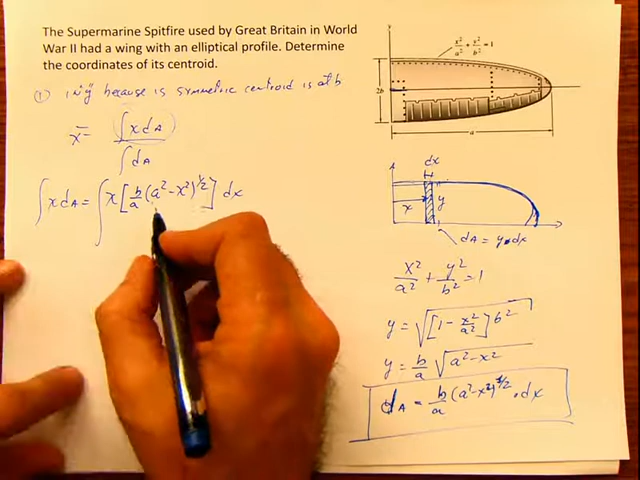 The Supermarine Spitfire used by Great Britain in World
War II had a wing with an elliptical profile. Determine
the coordinates of its centroid.
x²/a² + y²/b² = 1
2b
a
① in ȳ because is symmetric centroid is at b
x̄ = ∫x dA / ∫dA
∫x dA = ∫x [b/a (a² - x²)^1/2] dx
dx
x
y
dA = y·dx
x²/a² + y²/b² = 1
y = √[1 - x²/a²] b²
y = b/a √a² - x²
dA = b/a (a² - x²)^1/2 · dx